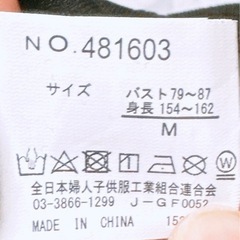 NO.481603
サイズ
バスト79~87
身長154~162
M
全日本婦人子供服工業組合連合会
03-3866-1299 J-GF0052
MADE IN CHINA 152